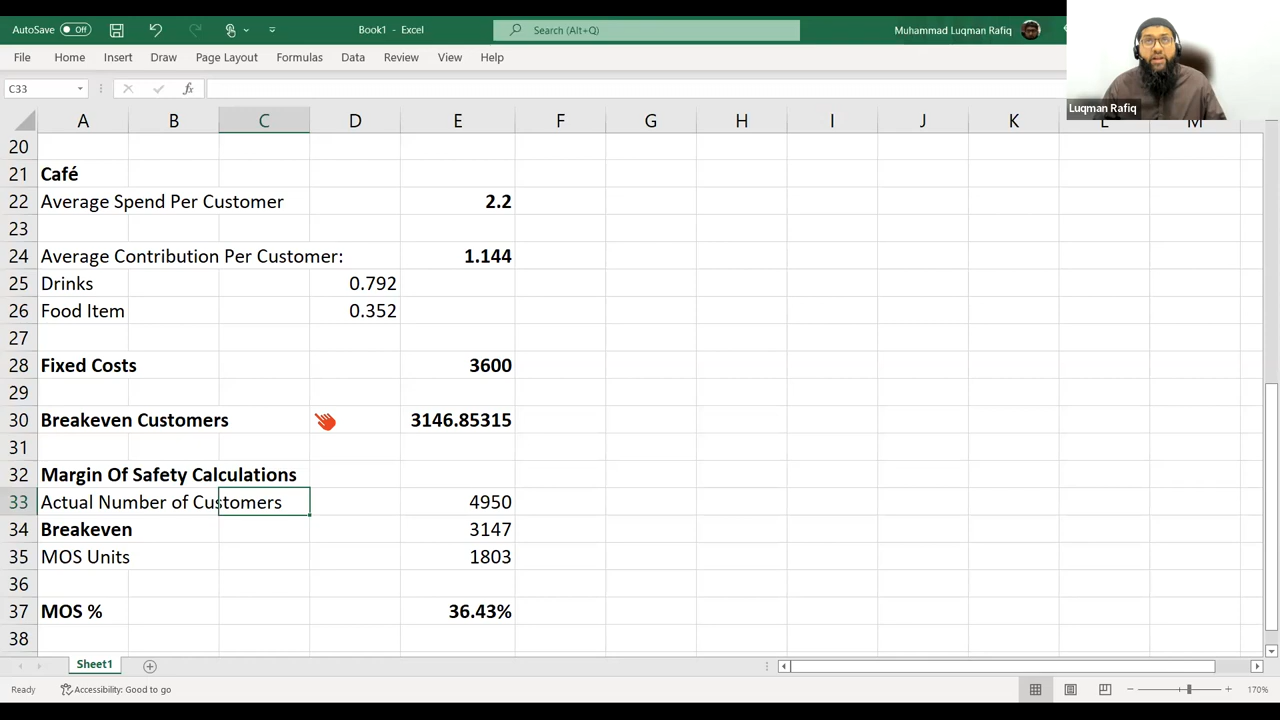 AutoSave Off Book1 - Excel Search (Alt+Q) Muhammad Luqman Rafiq
File Home Insert Draw Page Layout Formulas Data Review View Help
C33 fx
Luqman Rafiq
A B C D E F G H I J K L M
20
21 Café
22 Average Spend Per Customer 2.2
23
24 Average Contribution Per Customer: 1.144
25 Drinks 0.792
26 Food Item 0.352
27
28 Fixed Costs 3600
29
30 Breakeven Customers 3146.85315
31
32 Margin Of Safety Calculations
33 Actual Number of Customers 4950
34 Breakeven 3147
35 MOS Units 1803
36
37 MOS % 36.43%
38
Sheet1
Ready Accessibility: Good to go 170%